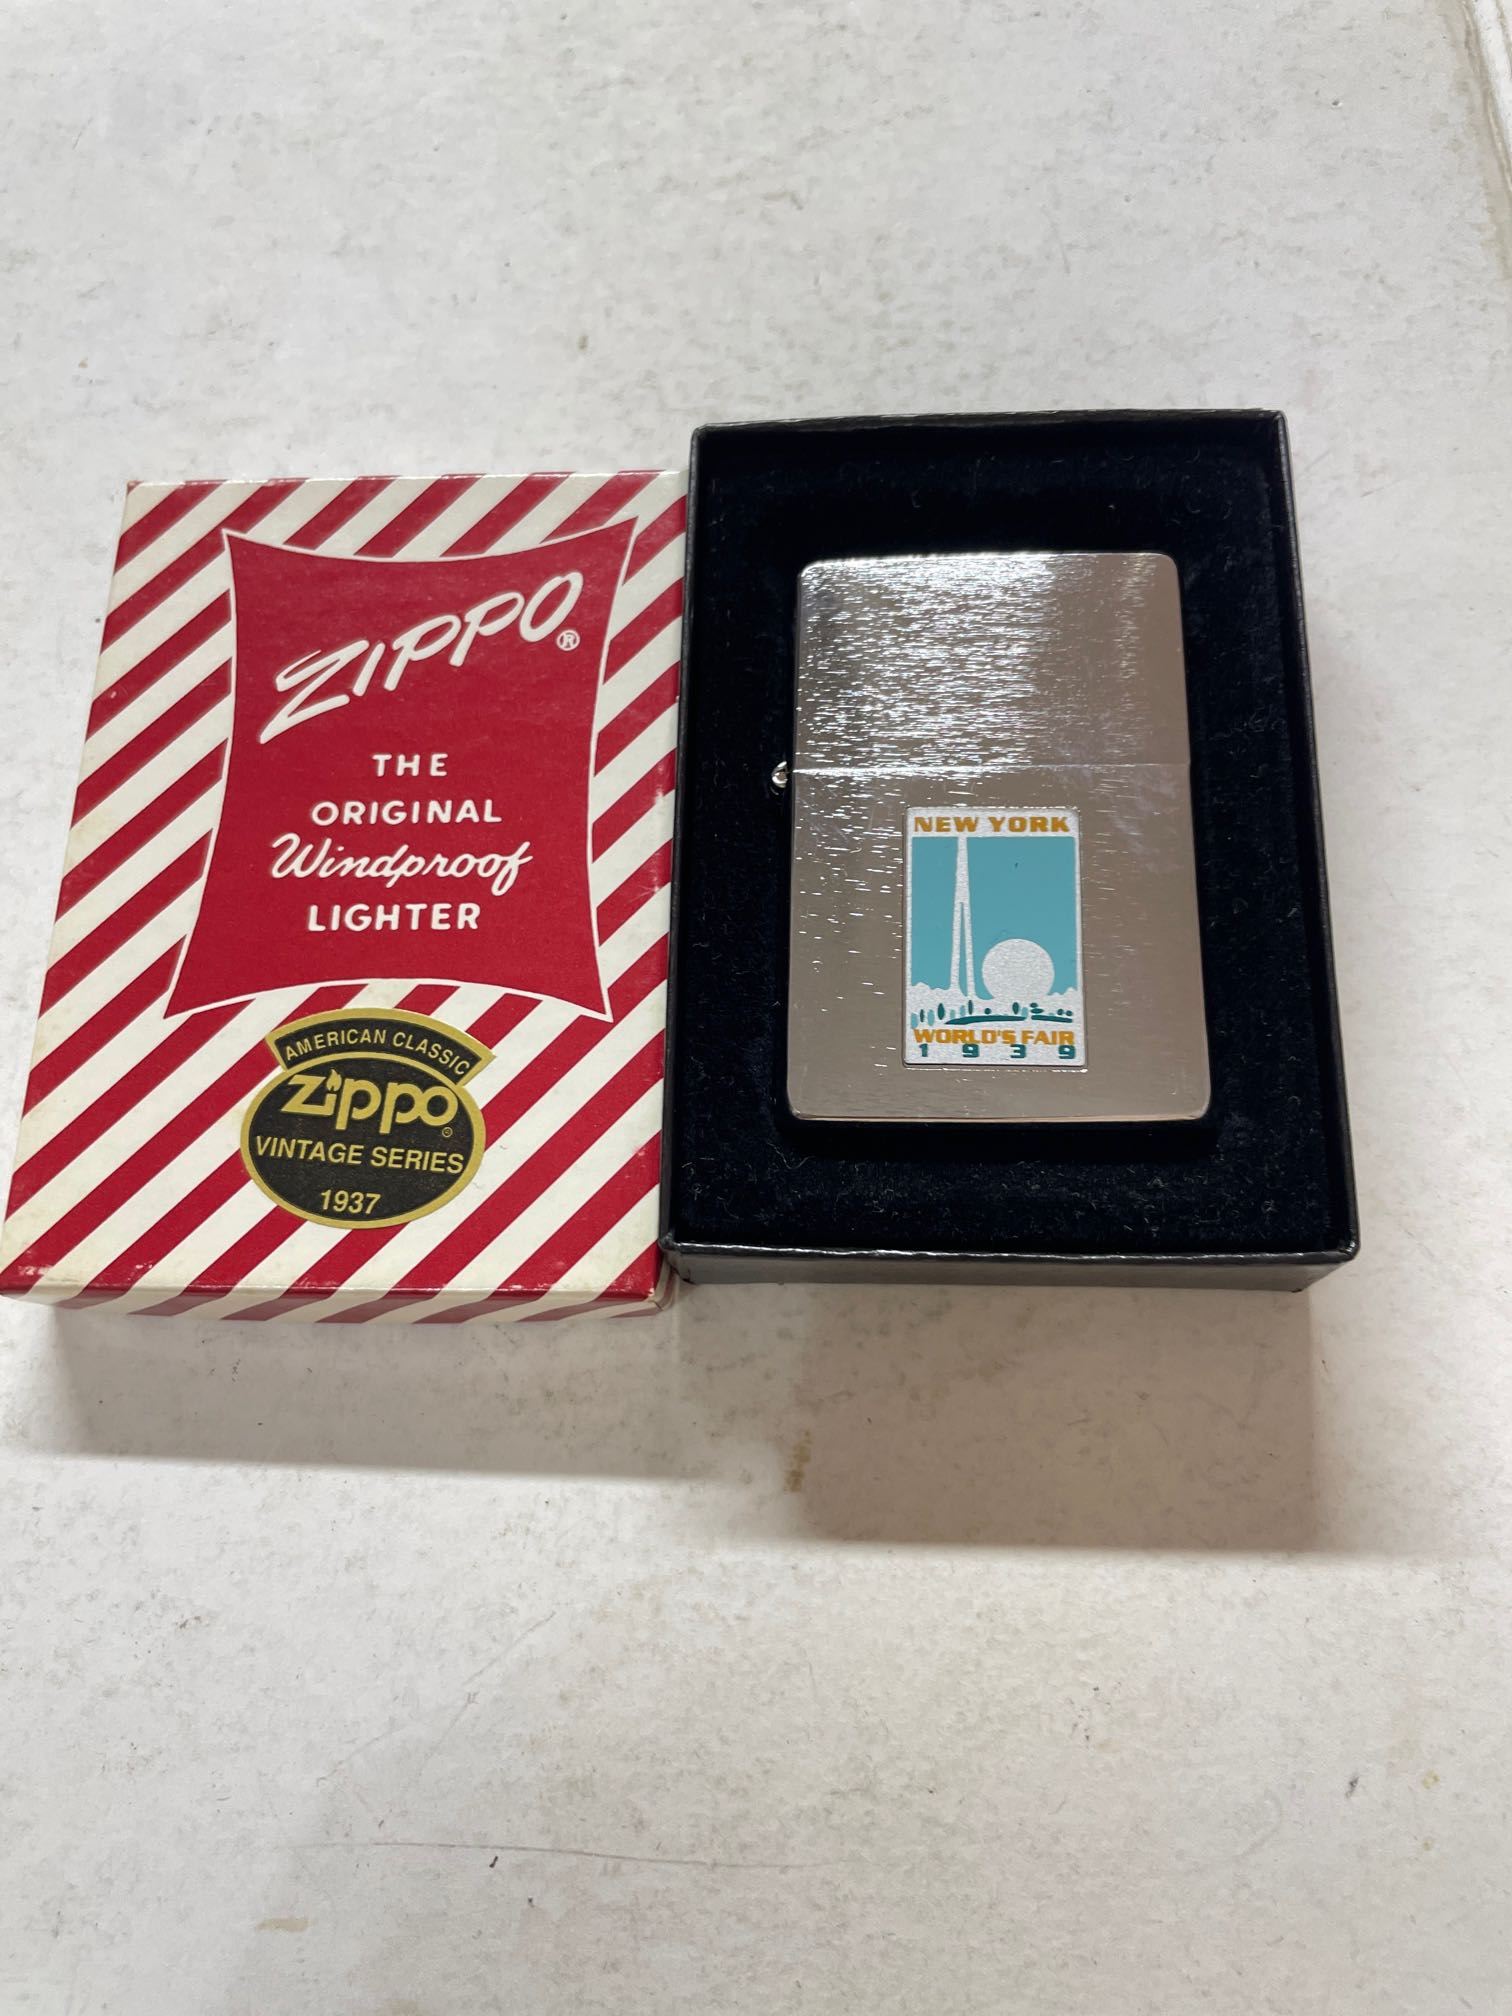 ZIPPO®
THE
ORIGINAL
Windproof
LIGHTER
AMERICAN CLASSIC
Zippo
VINTAGE SERIES
1937
NEW YORK
WORLD'S FAIR
1939